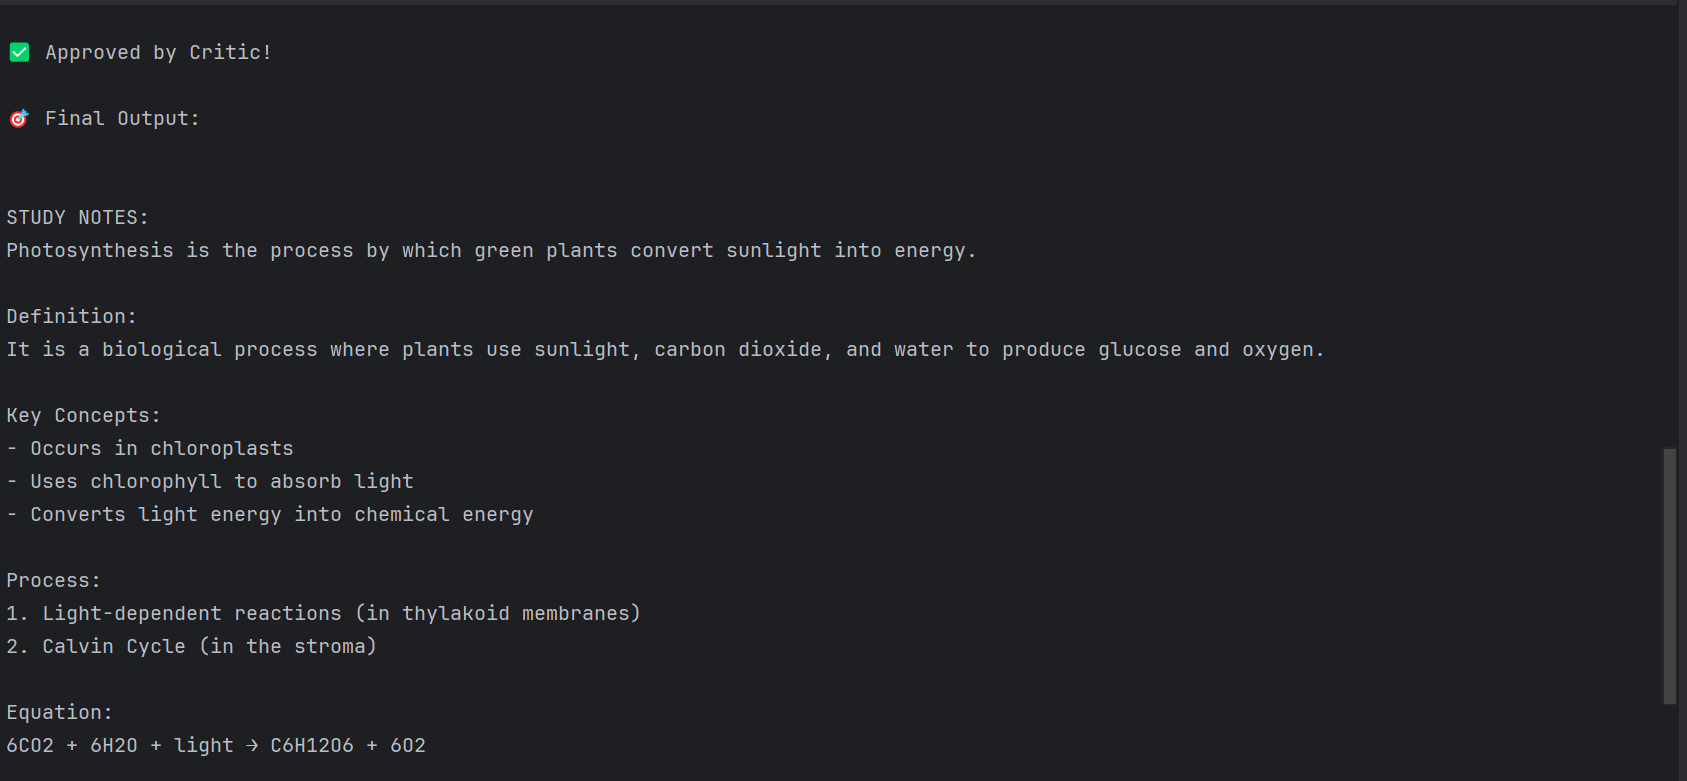 ✅ Approved by Critic!
🎯 Final Output:
STUDY NOTES:
Photosynthesis is the process by which green plants convert sunlight into energy.
Definition:
It is a biological process where plants use sunlight, carbon dioxide, and water to produce glucose and oxygen.
Key Concepts:
- Occurs in chloroplasts
- Uses chlorophyll to absorb light
- Converts light energy into chemical energy
Process:
1. Light-dependent reactions (in thylakoid membranes)
2. Calvin Cycle (in the stroma)
Equation:
6CO2 + 6H2O + light → C6H12O6 + 6O2